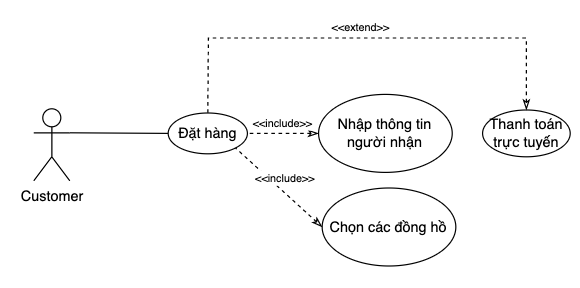 <<extend>>
<<include>>
Đặt hàng
Nhập thông tin
người nhận
Thanh toán
trực tuyến
<<include>>
Customer
Chọn các đồng hồ